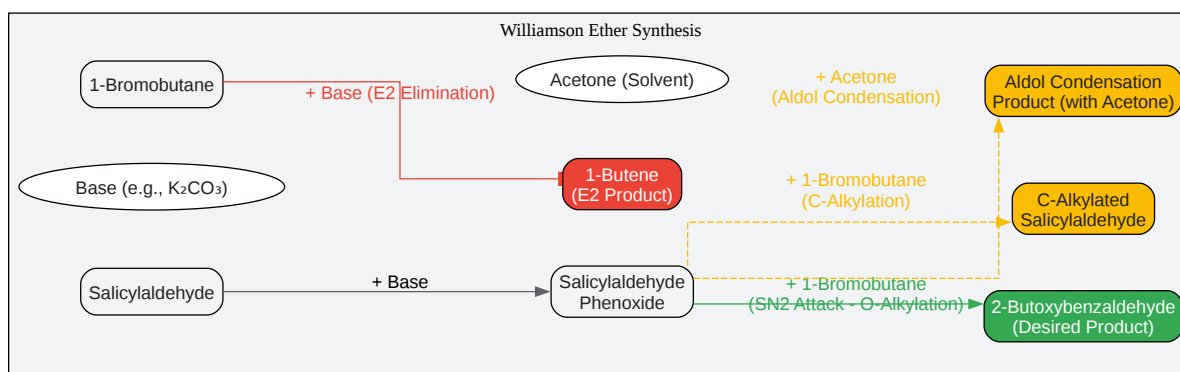 Williamson Ether Synthesis
1-Bromobutane
+ Base (E2 Elimination)
Acetone (Solvent)
+ Acetone
(Aldol Condensation)
Aldol Condensation
Product (with Acetone)
Base (e.g., K₂CO₃)
1-Butene
(E2 Product)
+ 1-Bromobutane
(C-Alkylation)
C-Alkylated
Salicylaldehyde
Salicylaldehyde
+ Base
Salicylaldehyde
Phenoxide
+ 1-Bromobutane
(SN2 Attack - O-Alkylation)
2-Butoxybenzaldehyde
(Desired Product)